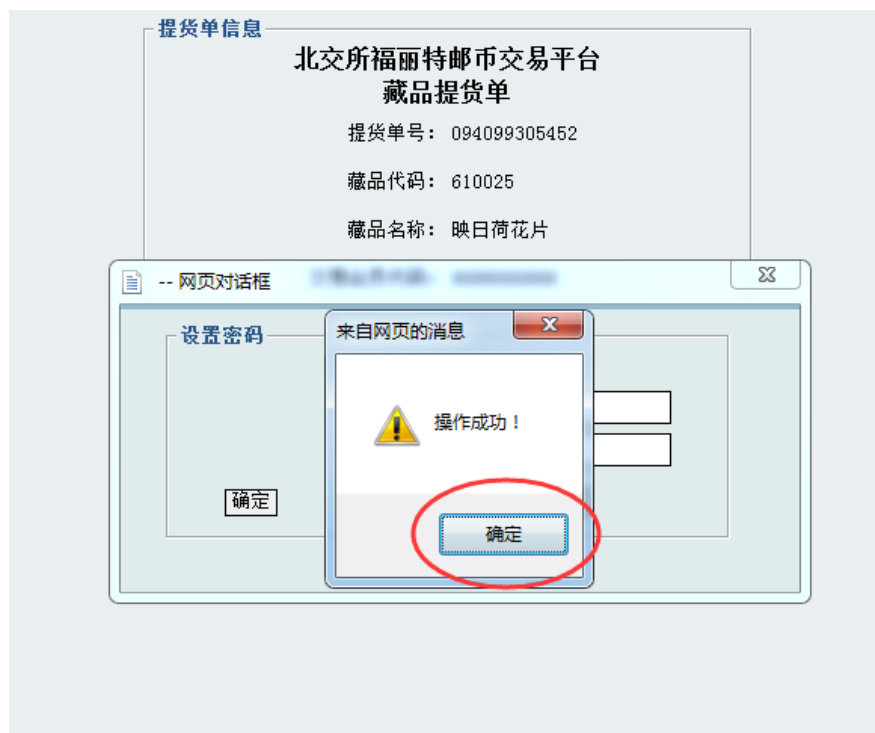 提货单信息
北交所福丽特邮币交易平台
藏品提货单
提货单号： 094099305452
藏品代码： 610025
藏品名称： 映日荷花片
-- 网页对话框
设置密码
来自网页的消息
操作成功！
确定
确定